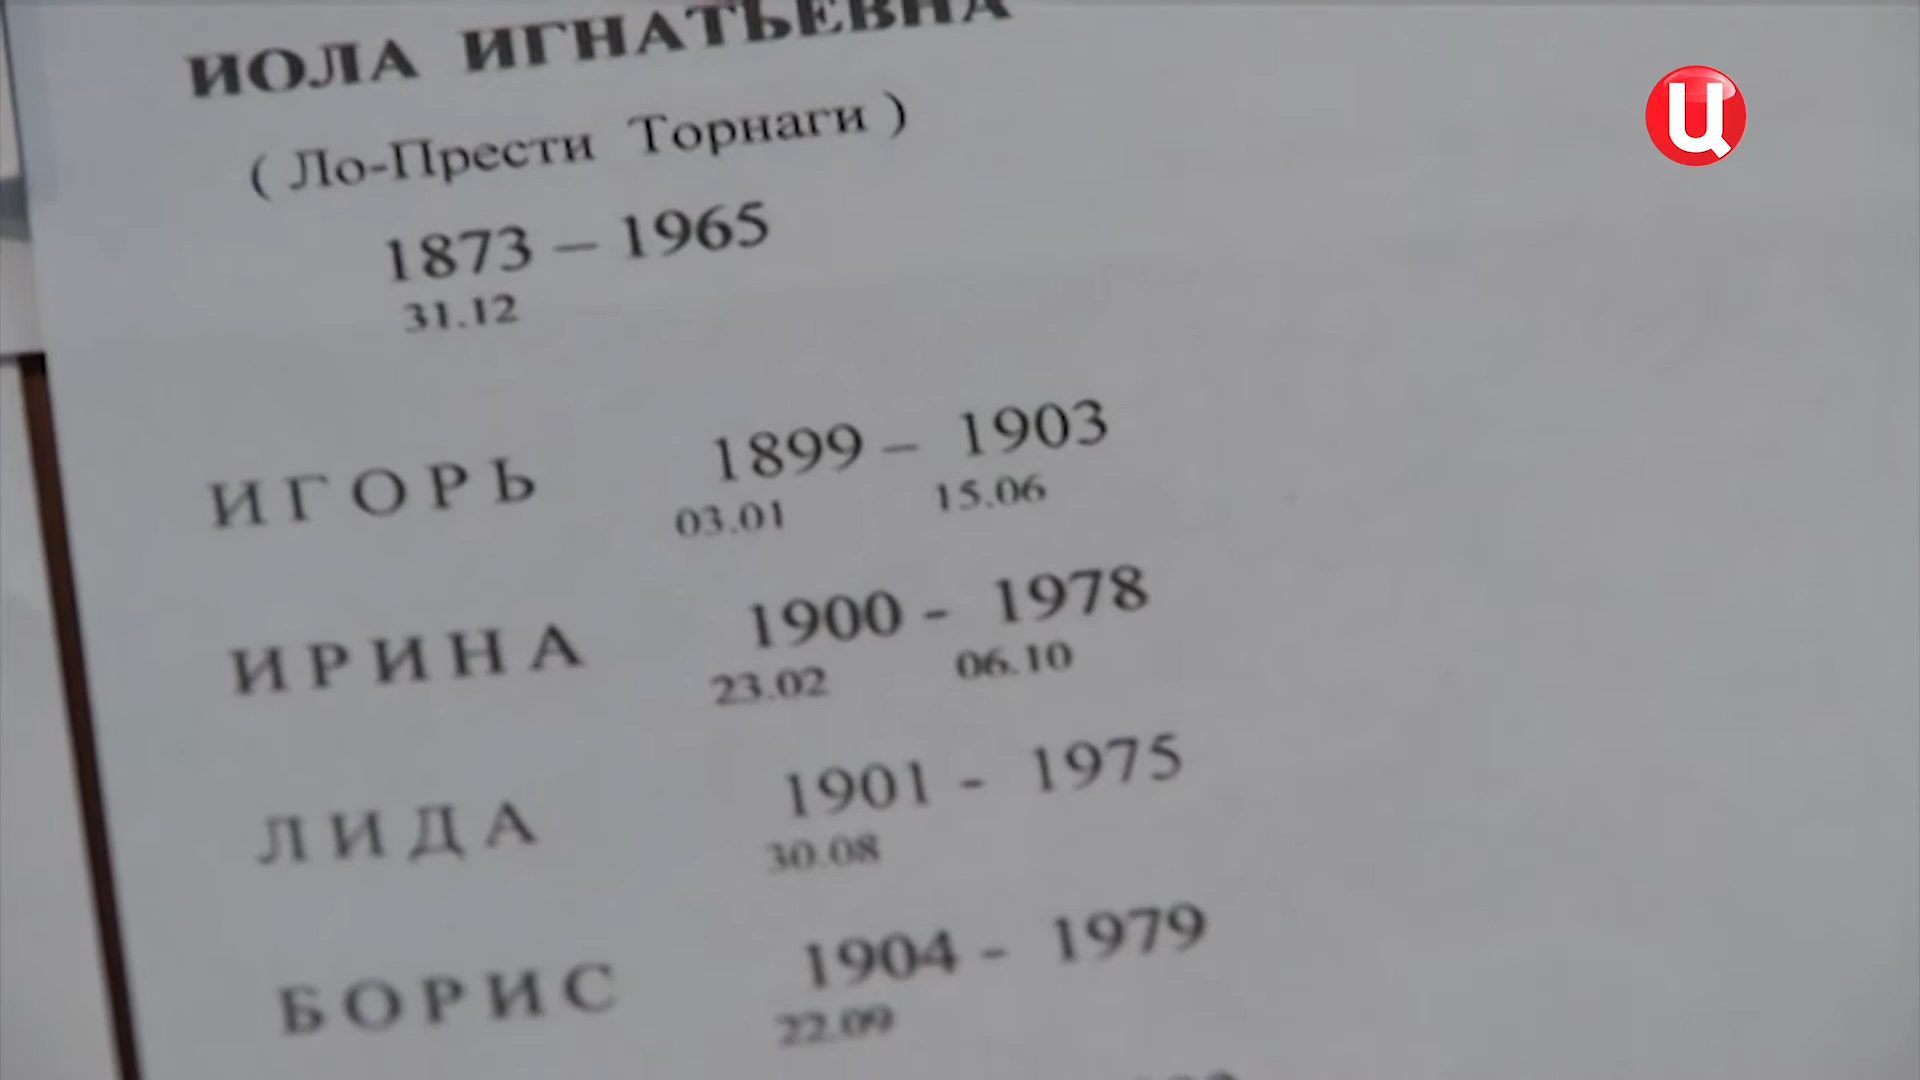 ИОЛА ИГНАТЬЕВНА
( Ло-Прести Торнаги )
1873 – 1965
31.12
ИГОРЬ 1899 – 1903
03.01 15.06
ИРИНА 1900 - 1978
23.02 06.10
ЛИДА 1901 - 1975
30.08
БОРИС 1904 - 1979
22.09
Ц